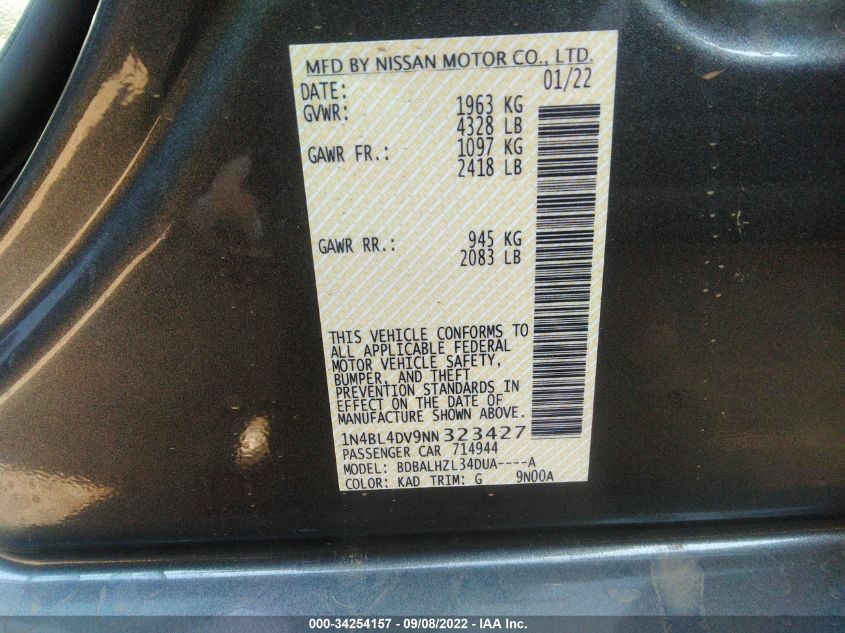 MFD BY NISSAN MOTOR CO., LTD.
DATE: 01/22
GVWR: 1963 KG
4328 LB
GAWR FR.: 1097 KG
2418 LB
GAWR RR.: 945 KG
2083 LB
THIS VEHICLE CONFORMS TO
ALL APPLICABLE FEDERAL
MOTOR VEHICLE SAFETY,
BUMPER, AND THEFT
PREVENTION STANDARDS IN
EFFECT ON THE DATE OF
MANUFACTURE SHOWN ABOVE.
1N4BL4DV9NN323427
PASSENGER CAR 714944
MODEL: BDBALHZL34DUA----A
COLOR: KAD TRIM: G 9N00A
000-34254157 - 09/08/2022 - IAA Inc.